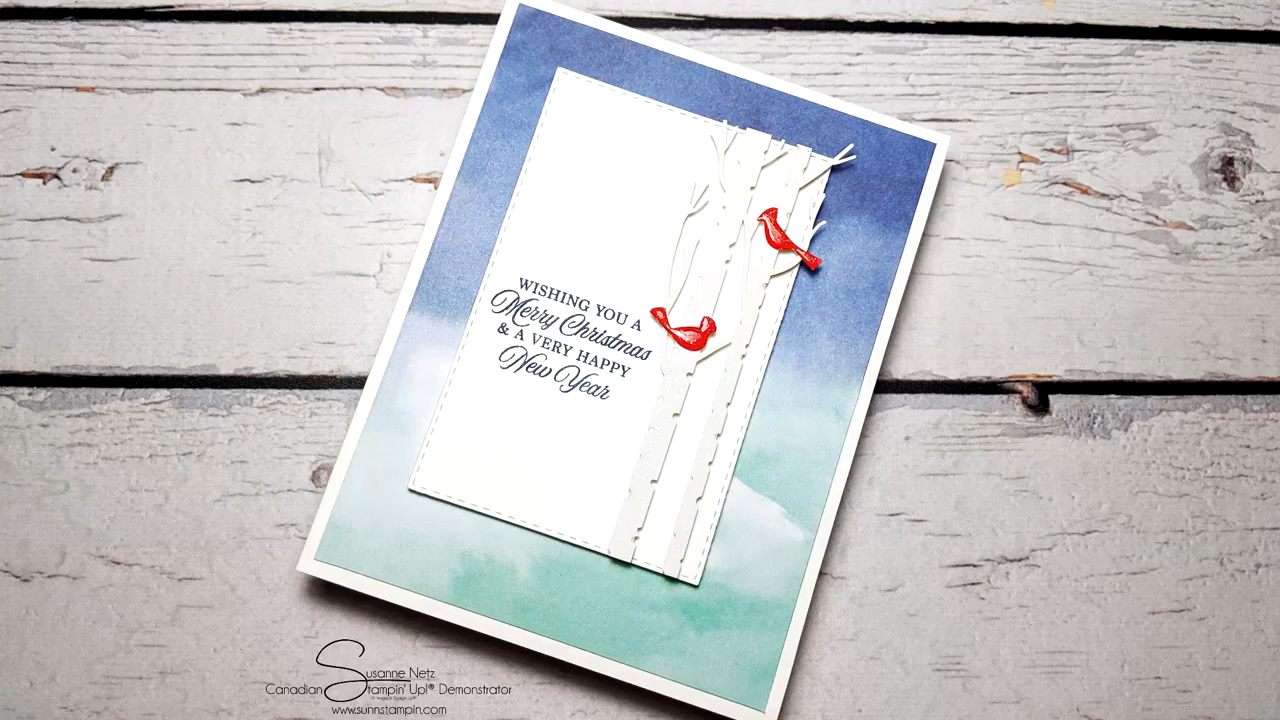 WISHING YOU A
Merry Christmas
& A VERY HAPPY
New Year
Susanne Netz
Canadian Stampin' Up!® Demonstrator
www.sunnstampin.com